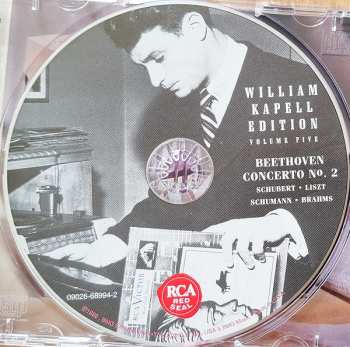 WILLIAM
KAPELL
EDITION
VOLUME FIVE
BEETHOVEN
CONCERTO No. 2
SCHUBERT · LISZT
SCHUMANN · BRAHMS
09026-68994-2
RCA
RED
SEAL